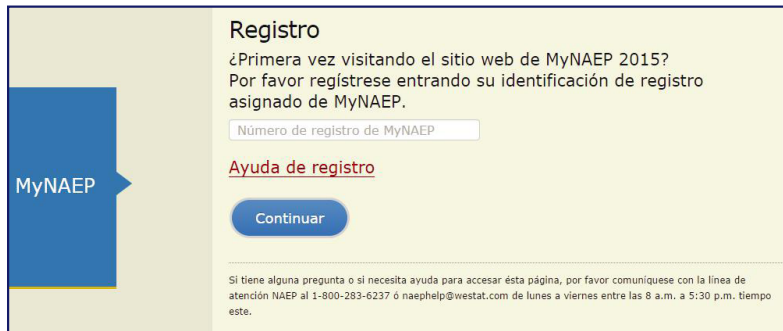 Registro
¿Primera vez visitando el sitio web de MyNAEP 2015?
Por favor regístrese entrando su identificación de registro
asignado de MyNAEP.
Número de registro de MyNAEP
Ayuda de registro
MyNAEP
Continuar
Si tiene alguna pregunta o si necesita ayuda para accesar ésta página, por favor comuníquese con la línea de
atención NAEP al 1-800-283-6237 ó naephelp@westat.com de lunes a viernes entre las 8 a.m. a 5:30 p.m. tiempo
este.